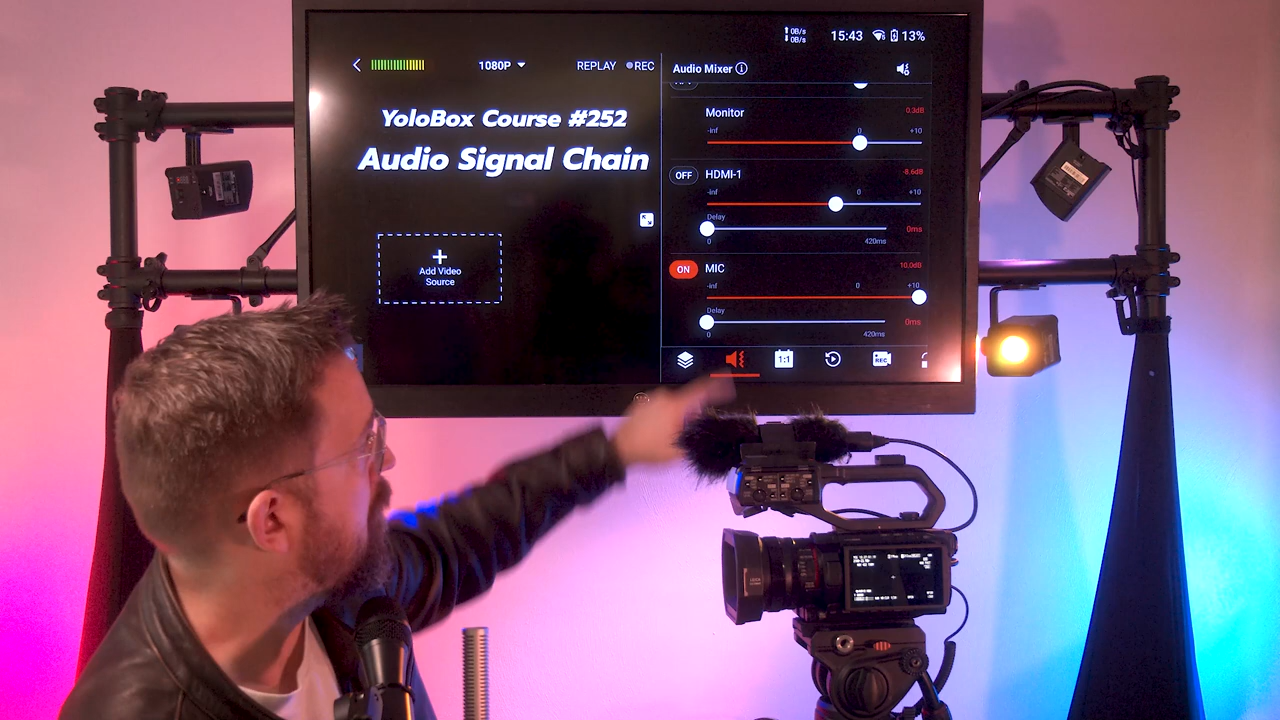 0B/s
0B/s
15:43
13%
1080P
REPLAY
REC
YoloBox Course #252
Audio Signal Chain
Add Video
Source
Audio Mixer
Monitor
0.3dB
-inf
0
+10
OFF
HDMI-1
-8.6dB
-inf
0
+10
Delay
0ms
0
420ms
ON
MIC
10.0dB
-inf
0
+10
Delay
0ms
0
420ms
1:1
REC